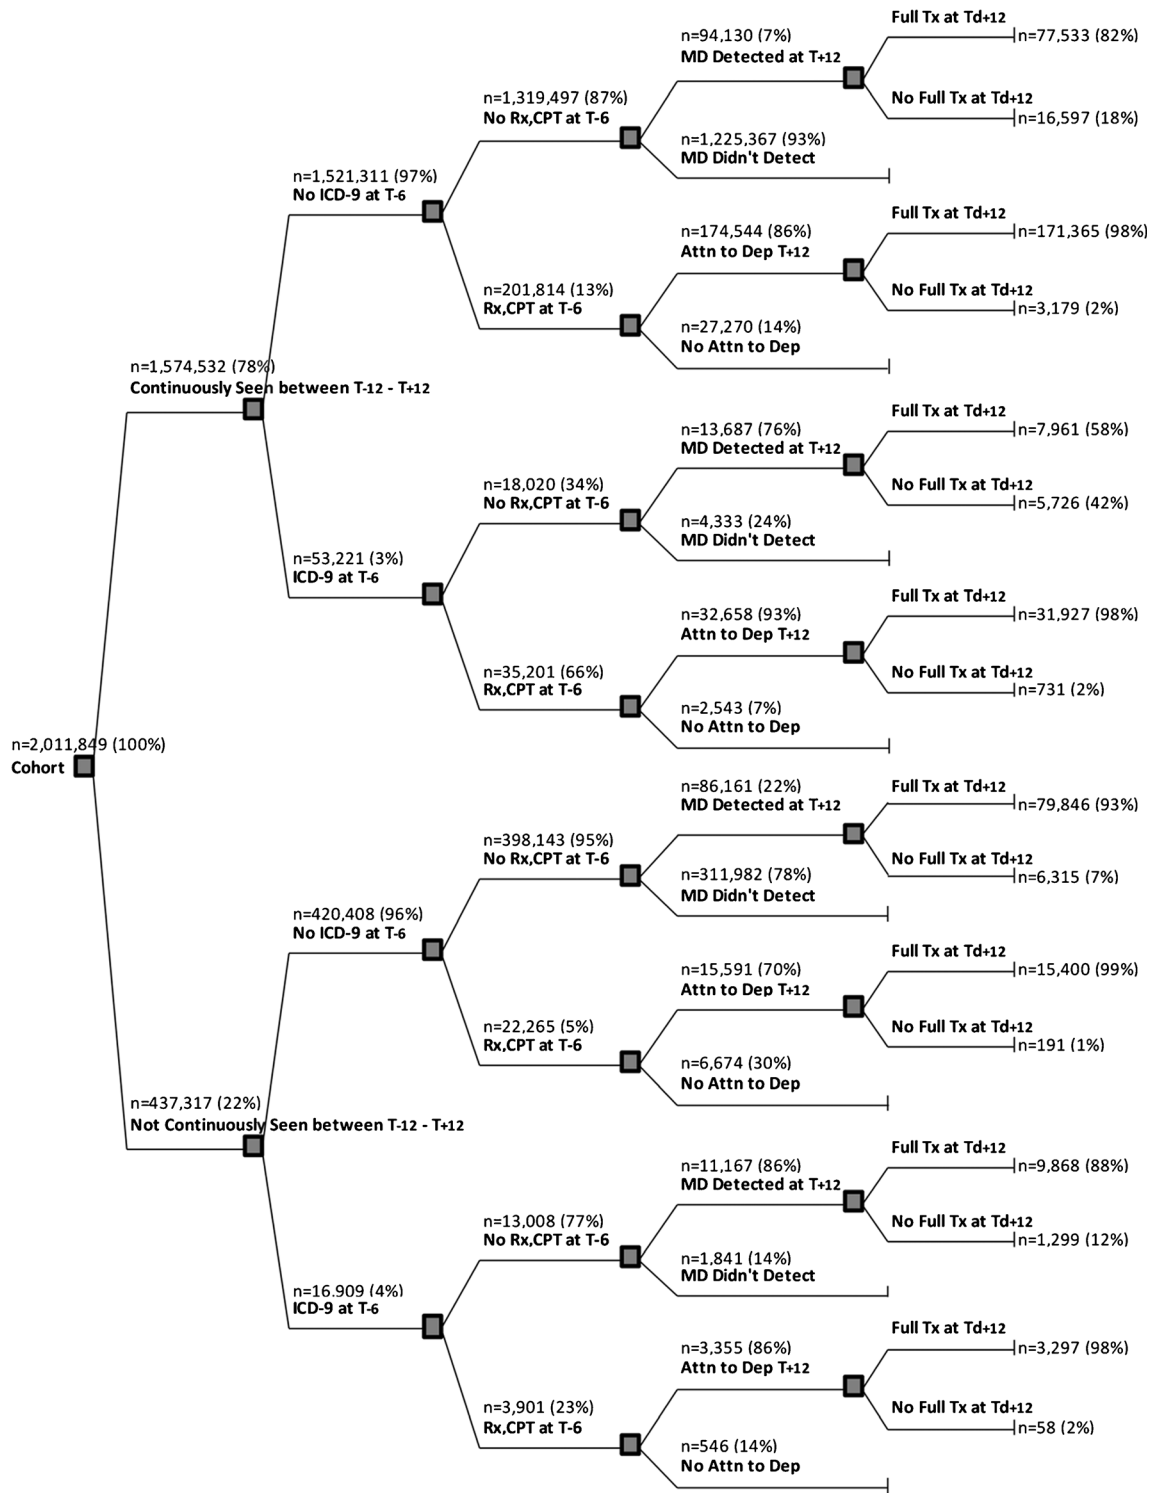 Full Tx at Td+12
n=94,130 (7%)
n=77,533 (82%)
MD Detected at T+12
n=1,319,497 (87%)
No Full Tx at Td+12
No Rx,CPT at T-6
n=16,597 (18%)
n=1,225,367 (93%)
MD Didn't Detect
n=1,521,311 (97%)
No ICD-9 at T-6
Full Tx at Td+12
n=174,544 (86%)
n=171,365 (98%)
Attn to Dep T+12
n=201,814 (13%)
No Full Tx at Td+12
Rx,CPT at T-6
n=3,179 (2%)
n=27,270 (14%)
No Attn to Dep
n=1,574,532 (78%)
Continuously Seen between T-12 - T+12
Full Tx at Td+12
n=13,687 (76%)
n=7,961 (58%)
MD Detected at T+12
n=18,020 (34%)
No Full Tx at Td+12
No Rx,CPT at T-6
n=5,726 (42%)
n=4,333 (24%)
MD Didn't Detect
n=53,221 (3%)
ICD-9 at T-6
Full Tx at Td+12
n=32,658 (93%)
n=31,927 (98%)
Attn to Dep T+12
n=35,201 (66%)
No Full Tx at Td+12
Rx,CPT at T-6
n=731 (2%)
n=2,543 (7%)
No Attn to Dep
n=2,011,849 (100%)
Cohort
Full Tx at Td+12
n=86,161 (22%)
n=79,846 (93%)
MD Detected at T+12
n=398,143 (95%)
No Full Tx at Td+12
No Rx,CPT at T-6
n=6,315 (7%)
n=311,982 (78%)
MD Didn't Detect
n=420,408 (96%)
No ICD-9 at T-6
Full Tx at Td+12
n=15,591 (70%)
n=15,400 (99%)
Attn to Dep T+12
n=22,265 (5%)
No Full Tx at Td+12
Rx,CPT at T-6
n=191 (1%)
n=6,674 (30%)
No Attn to Dep
n=437,317 (22%)
Not Continuously Seen between T-12 - T+12
Full Tx at Td+12
n=11,167 (86%)
n=9,868 (88%)
MD Detected at T+12
n=13,008 (77%)
No Full Tx at Td+12
No Rx,CPT at T-6
n=1,299 (12%)
n=1,841 (14%)
MD Didn't Detect
n=16.909 (4%)
ICD-9 at T-6
Full Tx at Td+12
n=3,355 (86%)
n=3,297 (98%)
Attn to Dep T+12
n=3,901 (23%)
No Full Tx at Td+12
Rx,CPT at T-6
n=58 (2%)
n=546 (14%)
No Attn to Dep